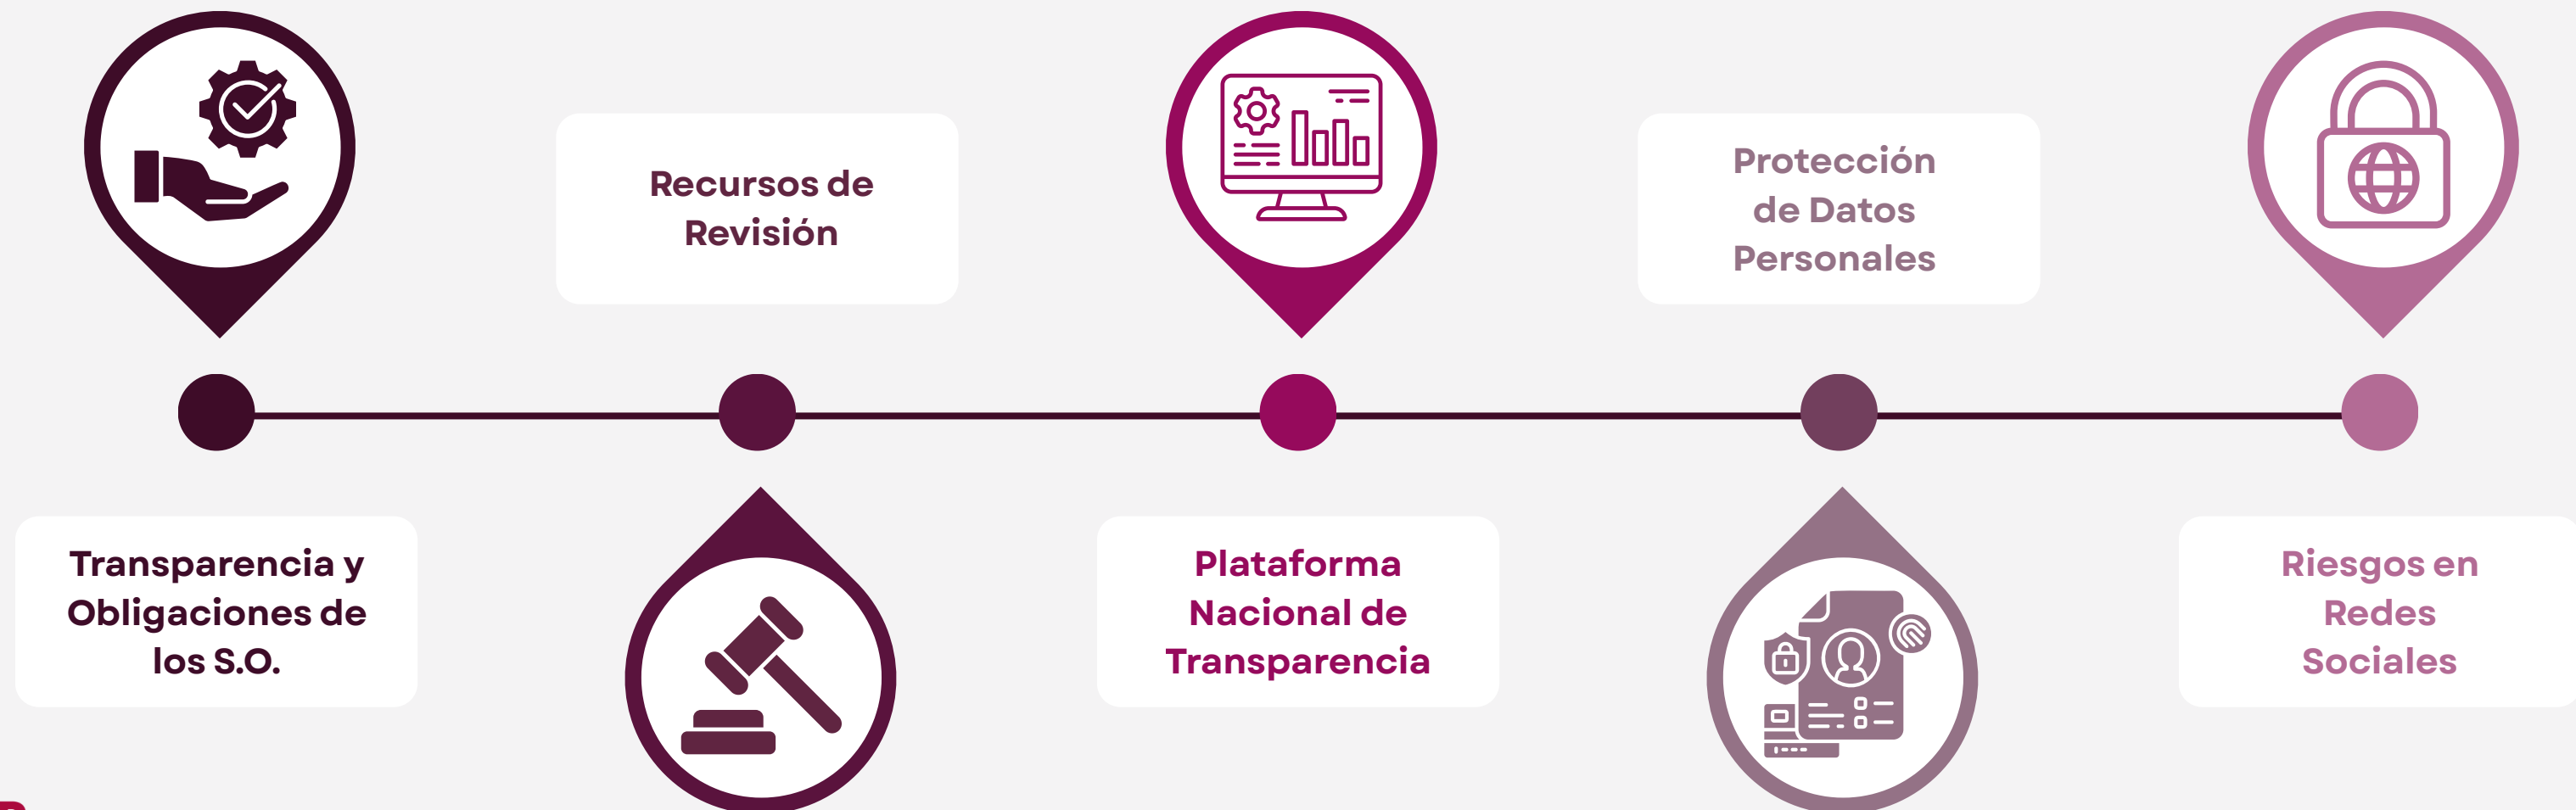 Transparencia y
Obligaciones de
los S.O.
Recursos de
Revisión
Plataforma
Nacional de
Transparencia
Protección
de Datos
Personales
Riesgos en
Redes
Sociales